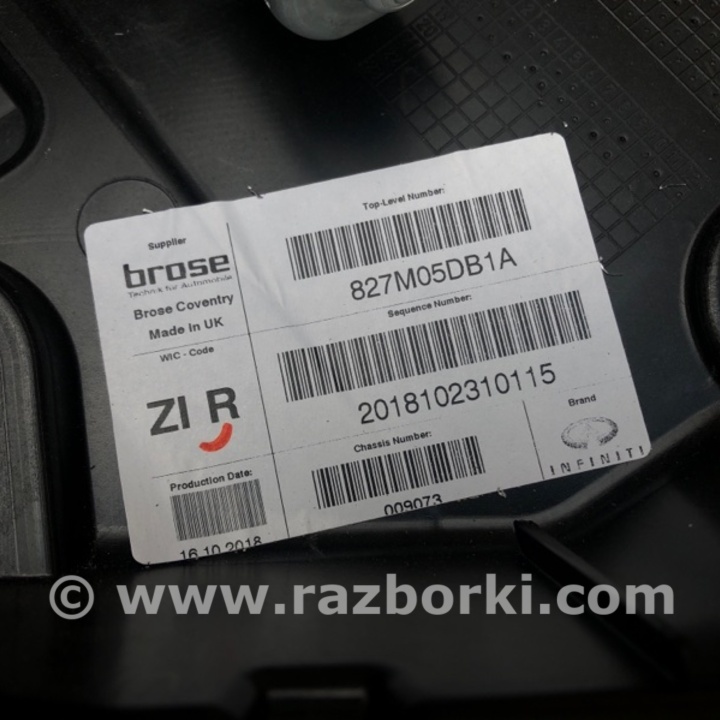 Supplier
brose
Technik für Automobile
Brose Coventry
Made in UK
WIC - Code
ZI R
Production Date:
16.10.2018
Top-Level Number:
827M05DB1A
Sequence Number:
2018102310115
Chassis Number:
009073
Brand
INFINITI
© www.razborki.com